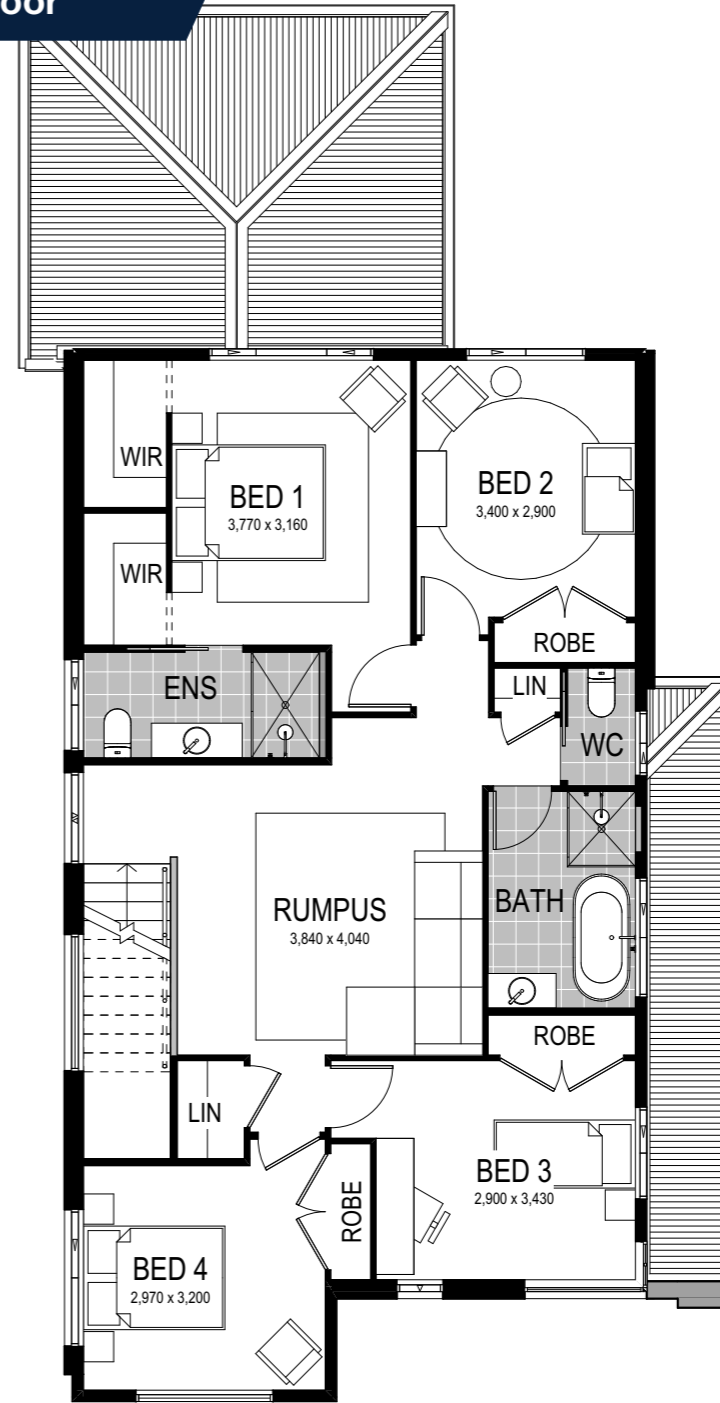 oor
WIR
BED 1
3,770 x 3,160
BED 2
3,400 x 2,900
WIR
ROBE
ENS
LIN
WC
RUMPUS
3,840 x 4,040
BATH
ROBE
LIN
BED 3
2,900 x 3,430
ROBE
BED 4
2,970 x 3,200